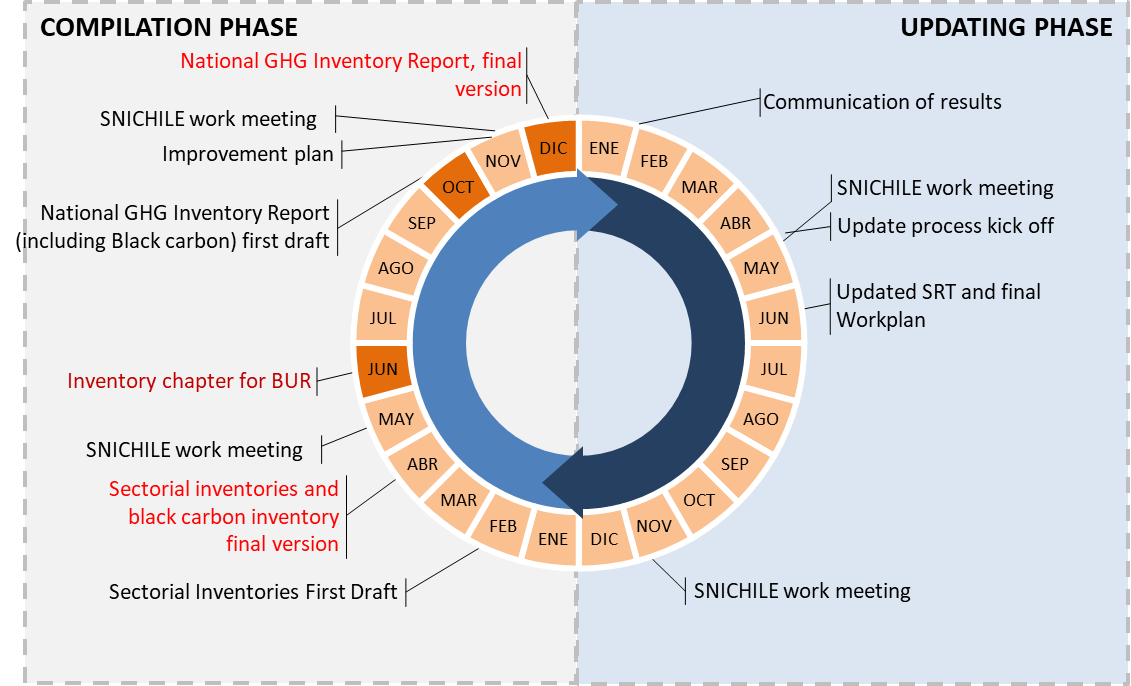 COMPILATION PHASE
UPDATING PHASE
National GHG Inventory Report, final
version
SNICHILE work meeting
Improvement plan
National GHG Inventory Report
(including Black carbon) first draft
Inventory chapter for BUR
SNICHILE work meeting
Sectorial inventories and
black carbon inventory
final version
Sectorial Inventories First Draft
Communication of results
SNICHILE work meeting
Update process kick off
Updated SRT and final
Workplan
SNICHILE work meeting
ENE
FEB
MAR
ABR
MAY
JUN
JUL
AGO
SEP
OCT
NOV
DIC
ENE
FEB
MAR
ABR
MAY
JUN
JUL
AGO
SEP
OCT
NOV
DIC